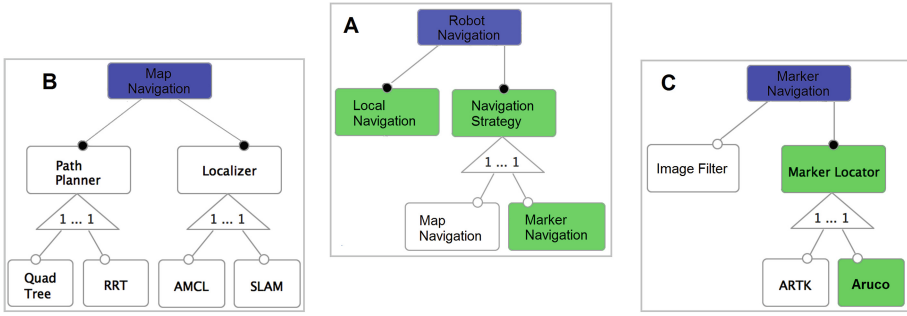 A
Robot
Navigation
Local
Navigation
Navigation
Strategy
1 ... 1
Map
Navigation
Marker
Navigation
B
Map
Navigation
Path
Planner
Localizer
1 ... 1
1 ... 1
Quad
Tree
RRT
AMCL
SLAM
C
Marker
Navigation
Image Filter
Marker Locator
1 ... 1
ARTK
Aruco